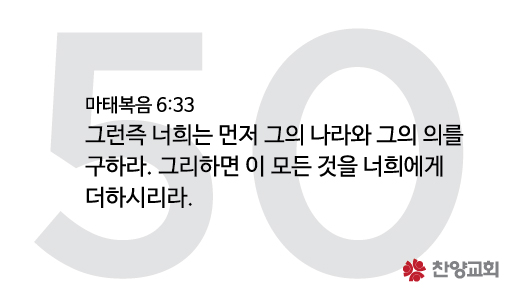 50
마태복음 6:33
그런즉 너희는 먼저 그의 나라와 그의 의를
구하라. 그리하면 이 모든 것을 너희에게
더하시리라.
찬양교회